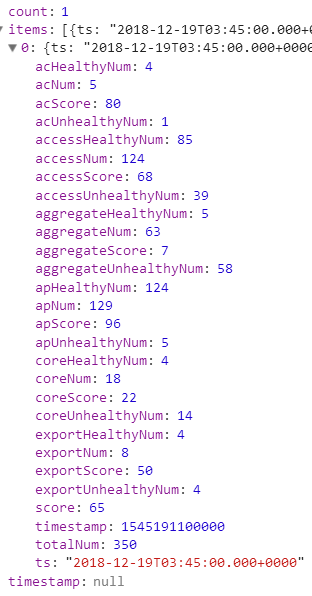 count: 1
▼ items: [{ts: "2018-12-19T03:45:00.000+0
▼ 0: {ts: "2018-12-19T03:45:00.000+0000
acHealthyNum: 4
acNum: 5
acScore: 80
acUnhealthyNum: 1
accessHealthyNum: 85
accessNum: 124
accessScore: 68
accessUnhealthyNum: 39
aggregateHealthyNum: 5
aggregateNum: 63
aggregateScore: 7
aggregateUnhealthyNum: 58
apHealthyNum: 124
apNum: 129
apScore: 96
apUnhealthyNum: 5
coreHealthyNum: 4
coreNum: 18
coreScore: 22
coreUnhealthyNum: 14
exportHealthyNum: 4
exportNum: 8
exportScore: 50
exportUnhealthyNum: 4
score: 65
timestamp: 1545191100000
totalNum: 350
ts: "2018-12-19T03:45:00.000+0000"
timestamp: null